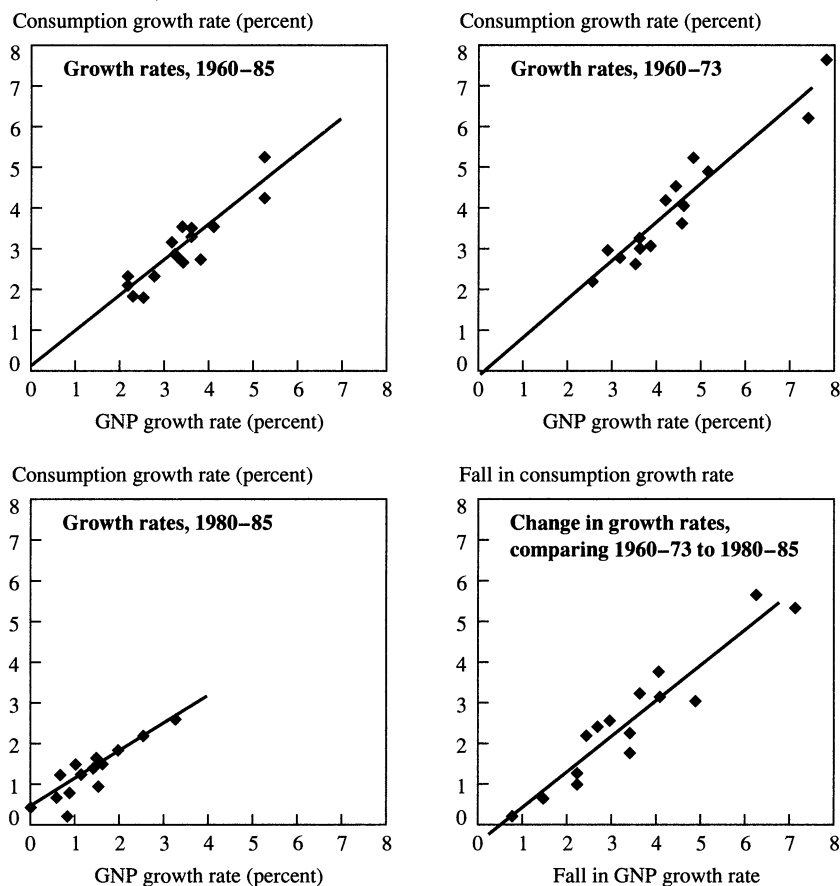 Consumption growth rate (percent)
8
Growth rates, 1960–85
7
6
5
4
3
2
1
0
0 1 2 3 4 5 6 7 8
GNP growth rate (percent)
Consumption growth rate (percent)
8
Growth rates, 1960–73
7
6
5
4
3
2
1
0
0 1 2 3 4 5 6 7 8
GNP growth rate (percent)
Consumption growth rate (percent)
8
Growth rates, 1980–85
7
6
5
4
3
2
1
0
0 1 2 3 4 5 6 7 8
GNP growth rate (percent)
Fall in consumption growth rate
8
Change in growth rates,
7
comparing 1960–73 to 1980–85
6
5
4
3
2
1
0
0 1 2 3 4 5 6 7 8
Fall in GNP growth rate